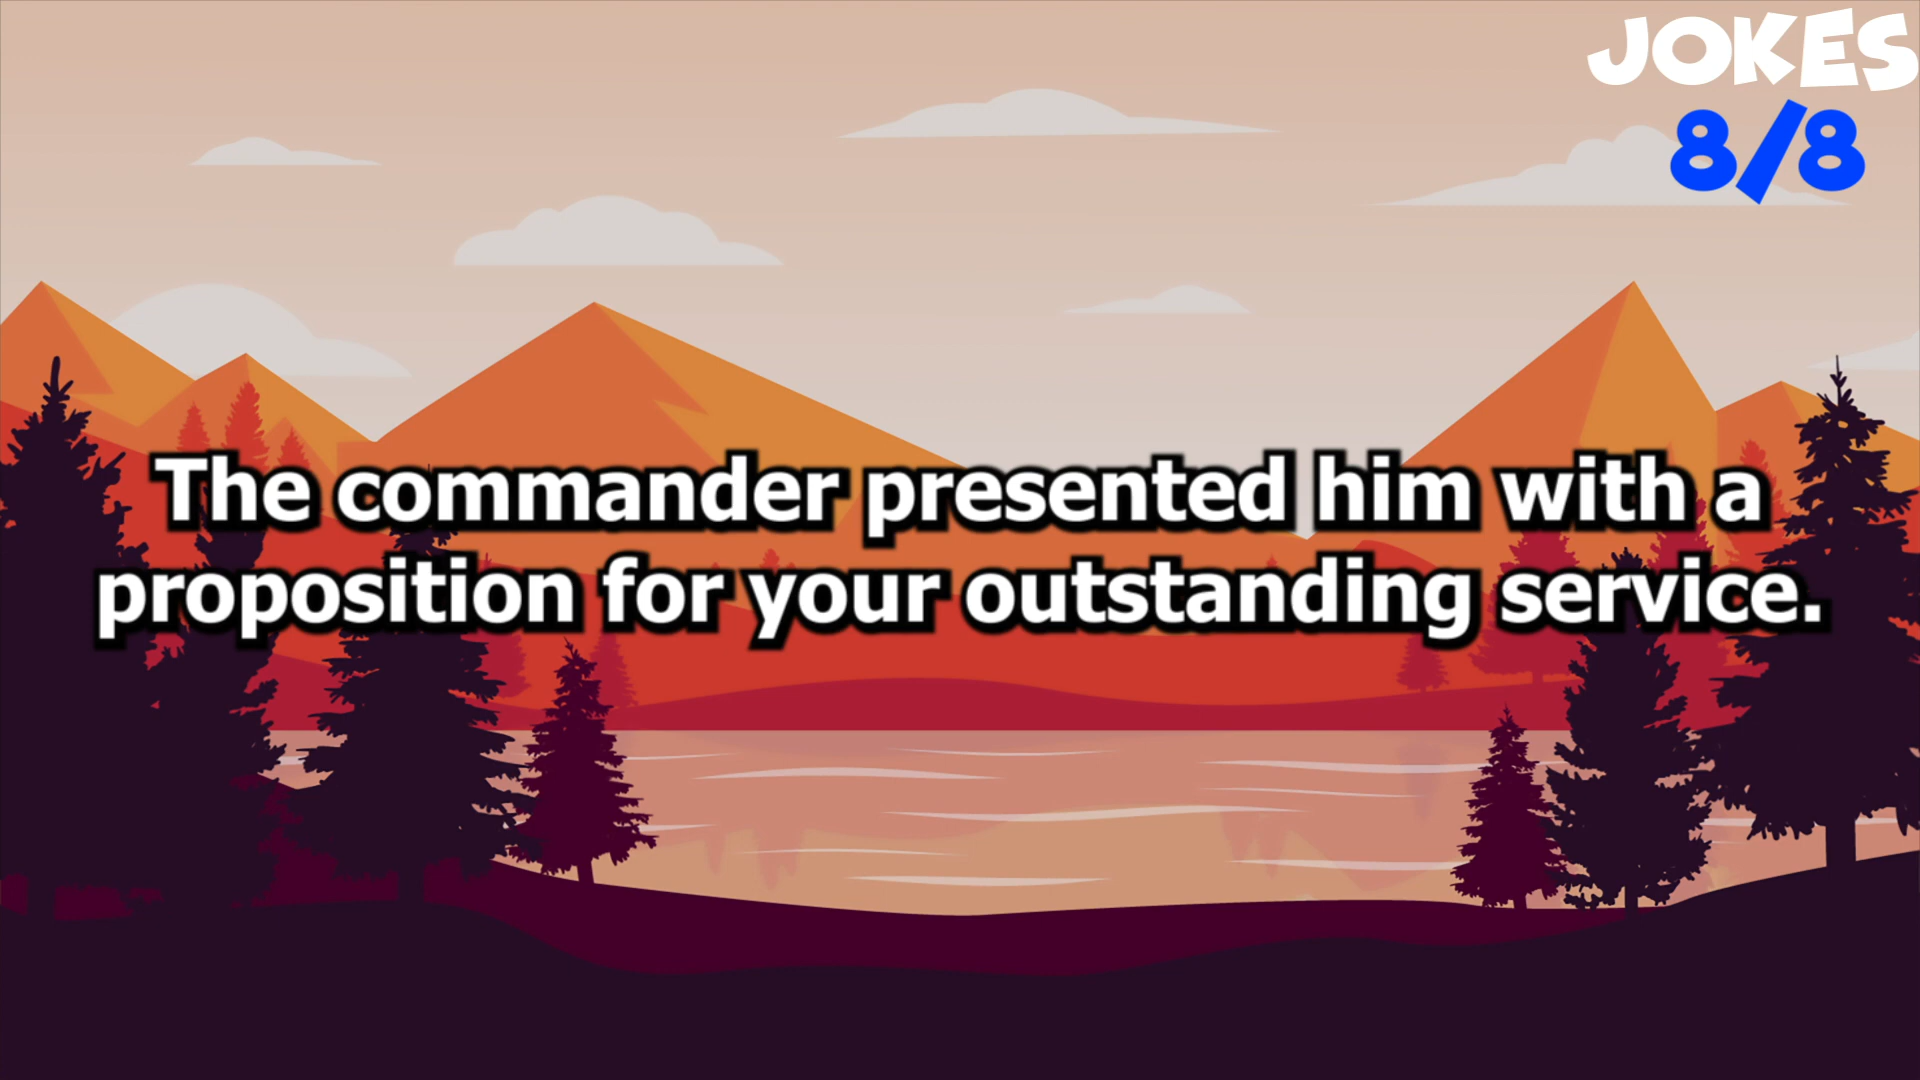 JOKES
8/8
The commander presented him with a
proposition for your outstanding service.